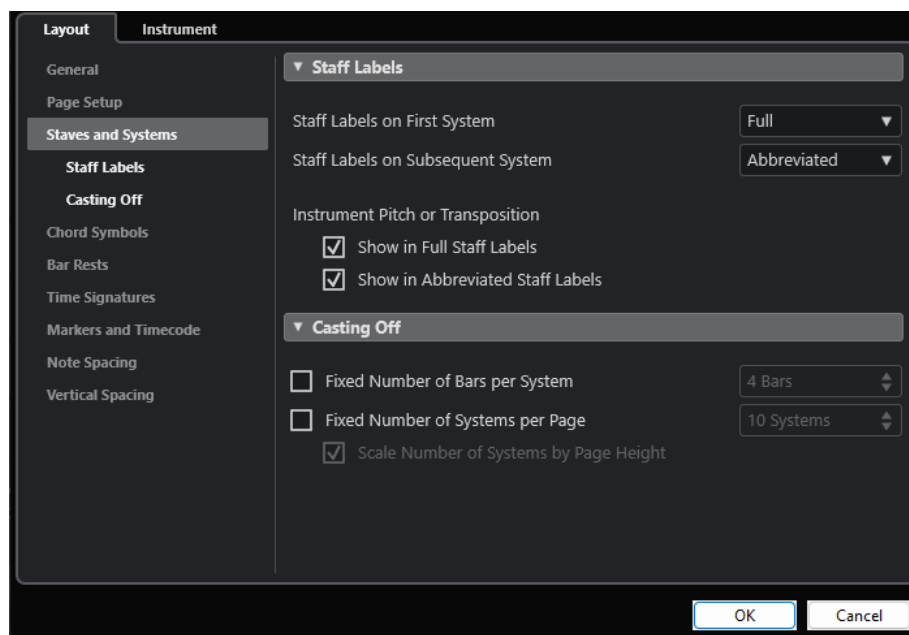 Layout Instrument
General
Page Setup
Staves and Systems
Staff Labels
Casting Off
Chord Symbols
Bar Rests
Time Signatures
Markers and Timecode
Note Spacing
Vertical Spacing
Staff Labels
Staff Labels on First System Full
Staff Labels on Subsequent System Abbreviated
Instrument Pitch or Transposition
Show in Full Staff Labels
Show in Abbreviated Staff Labels
Casting Off
Fixed Number of Bars per System 4 Bars
Fixed Number of Systems per Page 10 Systems
Scale Number of Systems by Page Height
OK Cancel